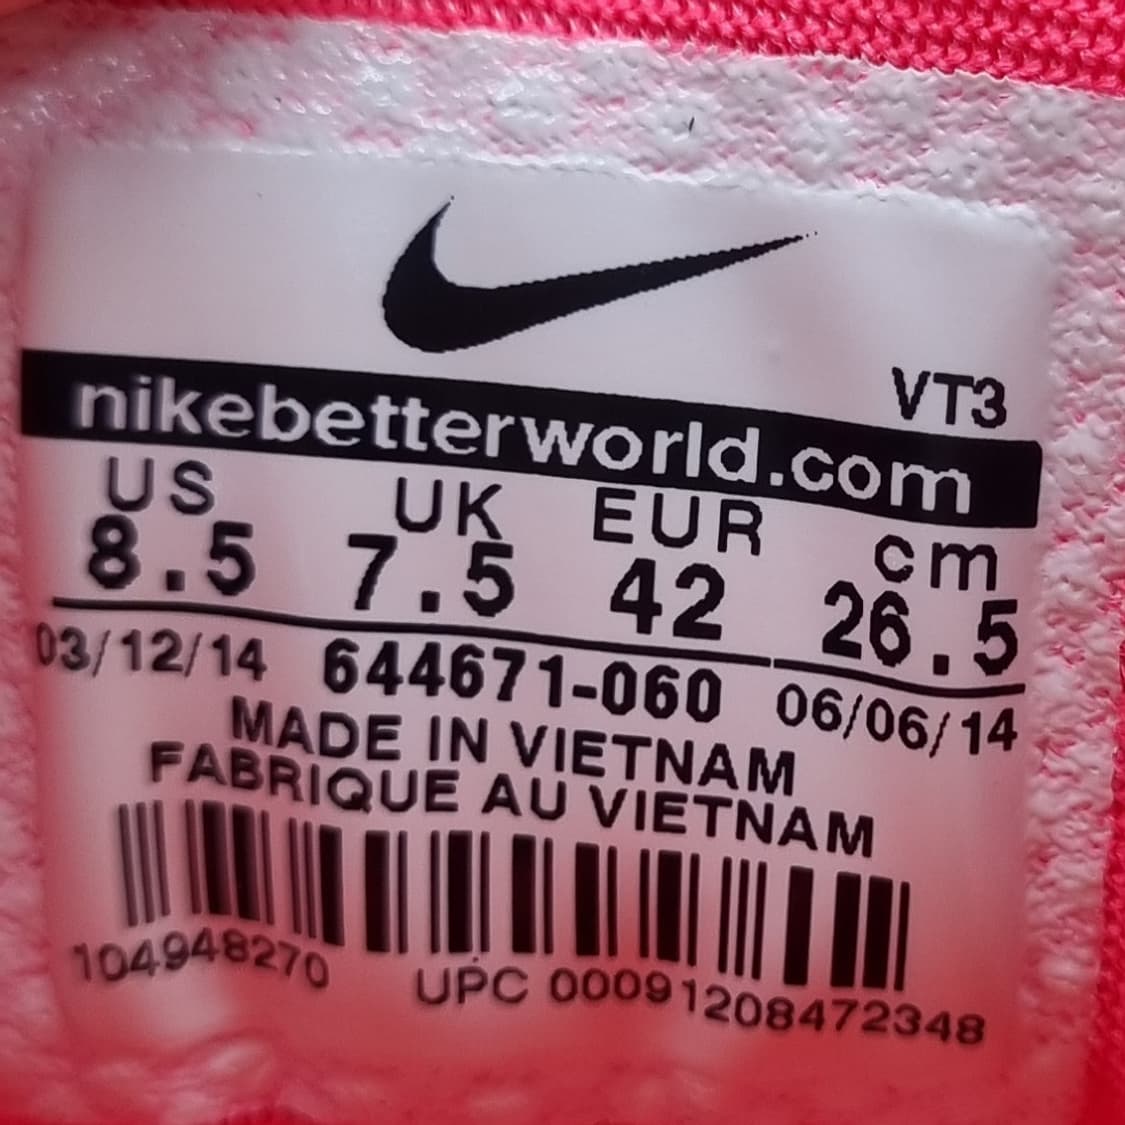 VT3
nikebetterworld.com
US UK EUR cm
8.5 7.5 42 26.5
03/12/14 644671-060 06/06/14
MADE IN VIETNAM
FABRIQUE AU VIETNAM
104948270 UPC 00091208472348